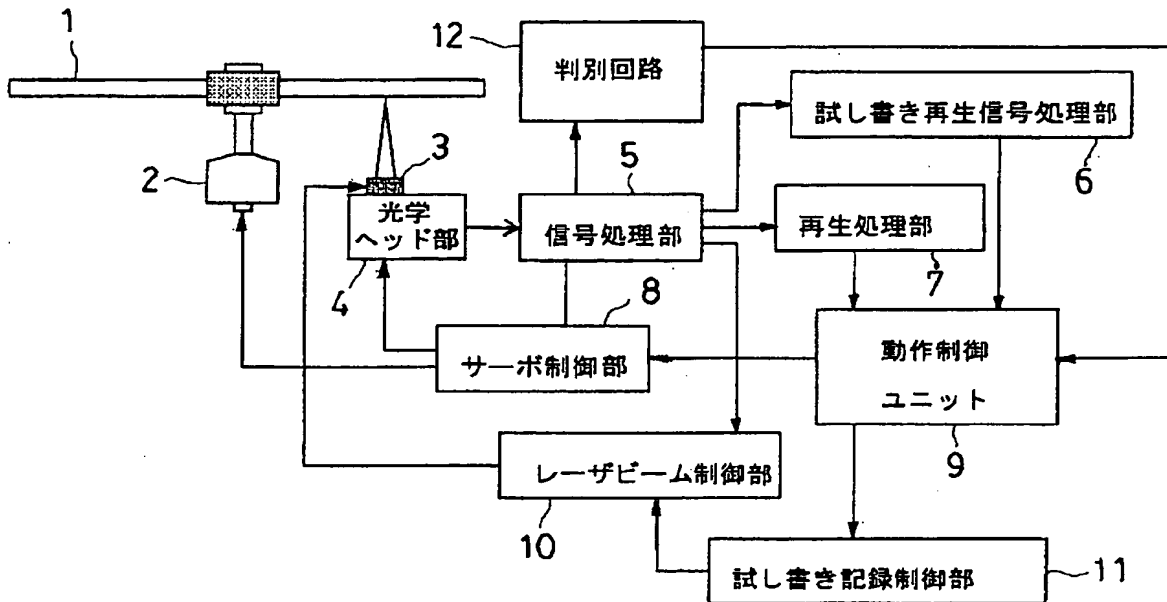 1
12
判別回路
試し書き再生信号処理部
6
3
2
5
光学
ヘッド部
4
信号処理部
再生処理部
7
8
サーボ制御部
動作制御
ユニット
9
レーザビーム制御部
10
試し書き記録制御部
11